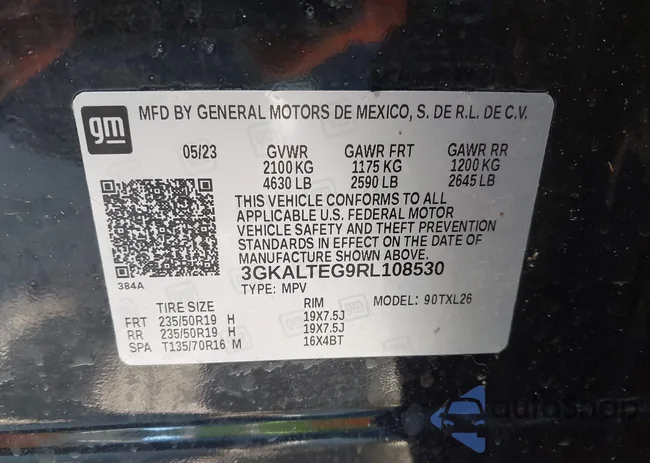 gm
MFD BY GENERAL MOTORS DE MEXICO, S. DE R.L. DE C.V.
05/23 GVWR GAWR FRT GAWR RR
2100 KG 1175 KG 1200 KG
4630 LB 2590 LB 2645 LB
THIS VEHICLE CONFORMS TO ALL
APPLICABLE U.S. FEDERAL MOTOR
VEHICLE SAFETY AND THEFT PREVENTION
STANDARDS IN EFFECT ON THE DATE OF
MANUFACTURE SHOWN ABOVE.
384A
3GKALTEG9RL108530
TYPE: MPV MODEL: 90TXL26
TIRE SIZE RIM
FRT 235/50R19 H 19X7.5J
RR 235/50R19 H 19X7.5J
SPA T135/70R16 M 16X4BT
AutoSnap